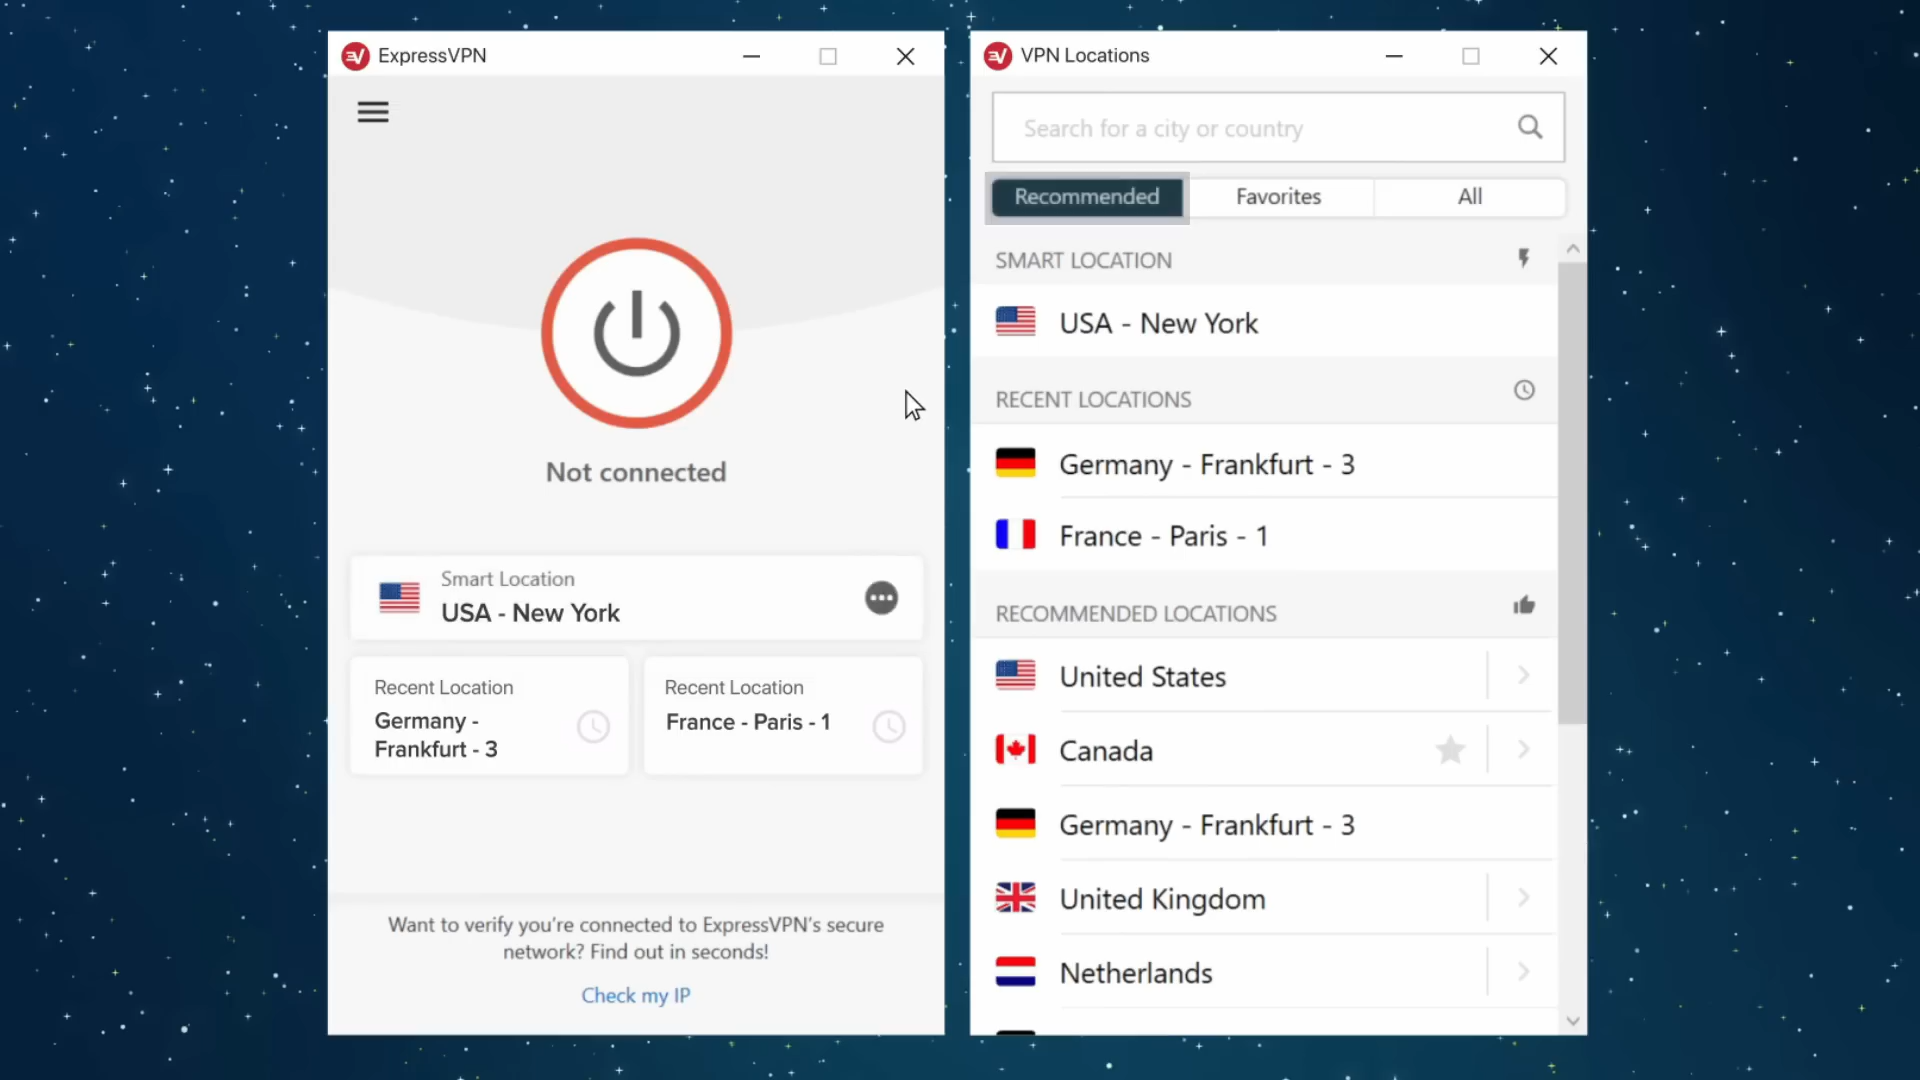 ExpressVPN
Not connected
Smart Location
USA - New York
Recent Location
Germany -
Frankfurt - 3
Recent Location
France - Paris - 1
Want to verify you're connected to ExpressVPN's secure
network? Find out in seconds!
Check my IP
VPN Locations
Search for a city or country
Recommended
Favorites
All
SMART LOCATION
USA - New York
RECENT LOCATIONS
Germany - Frankfurt - 3
France - Paris - 1
RECOMMENDED LOCATIONS
United States
Canada
Germany - Frankfurt - 3
United Kingdom
Netherlands